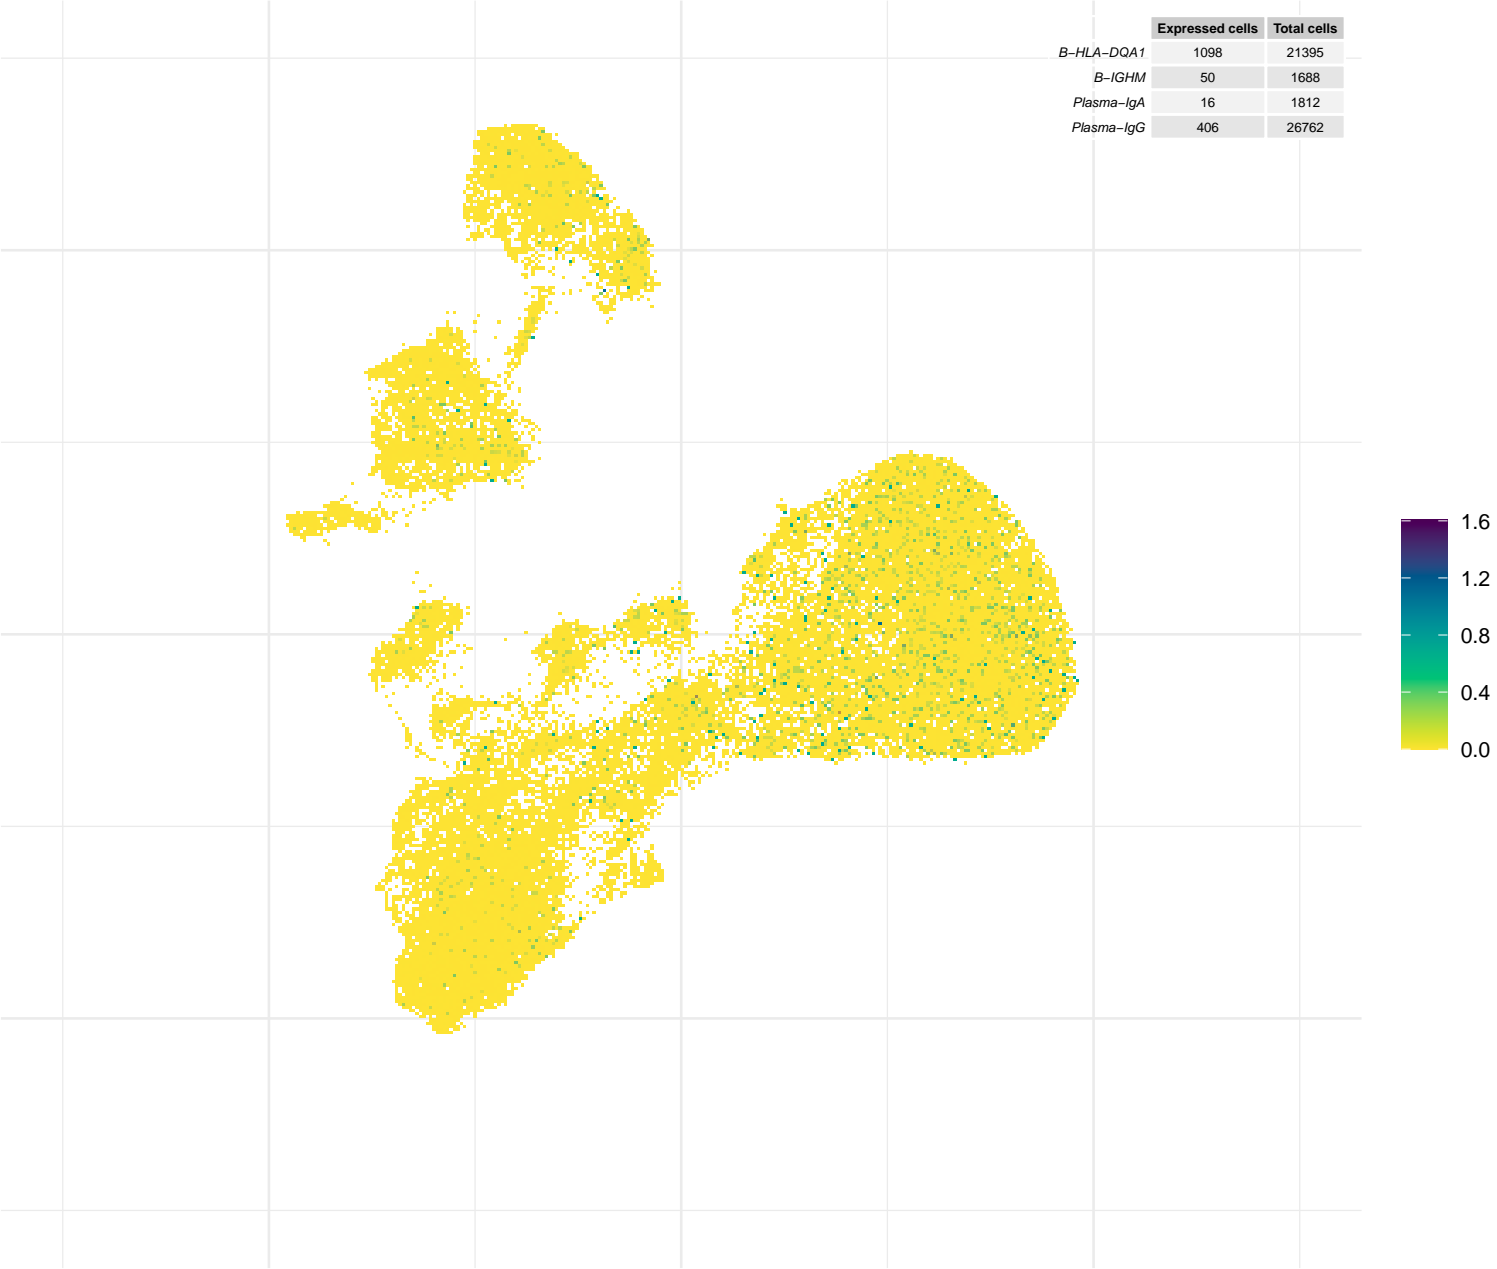 Expressed cells Total cells
B−HLA−DQA1 1098 21395
B−IGHM 50 1688
Plasma−IgA 16 1812
Plasma−IgG 406 26762
1.6
1.2
0.8
0.4
0.0